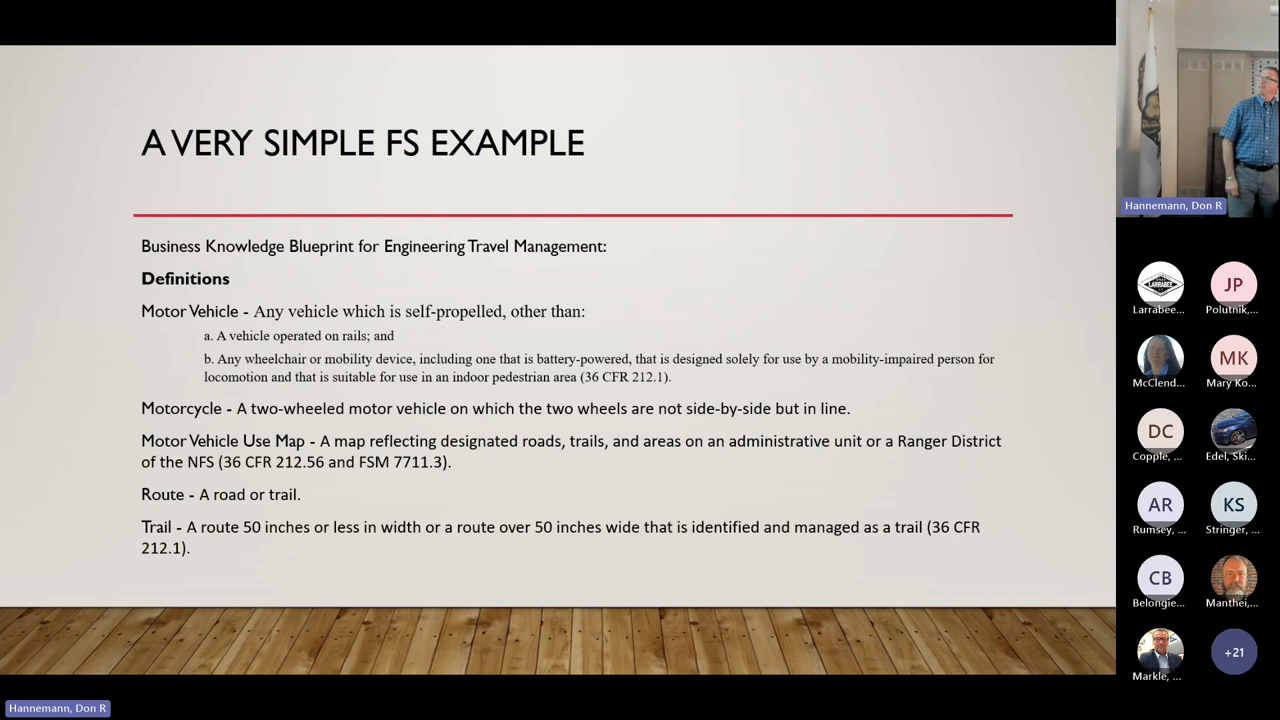 A VERY SIMPLE FS EXAMPLE
Business Knowledge Blueprint for Engineering Travel Management:
Definitions
Motor Vehicle - Any vehicle which is self-propelled, other than:
a. A vehicle operated on rails; and
b. Any wheelchair or mobility device, including one that is battery-powered, that is designed solely for use by a mobility-impaired person for
locomotion and that is suitable for use in an indoor pedestrian area (36 CFR 212.1).
Motorcycle - A two-wheeled motor vehicle on which the two wheels are not side-by-side but in line.
Motor Vehicle Use Map - A map reflecting designated roads, trails, and areas on an administrative unit or a Ranger District
of the NFS (36 CFR 212.56 and FSM 7711.3).
Route - A road or trail.
Trail - A route 50 inches or less in width or a route over 50 inches wide that is identified and managed as a trail (36 CFR
212.1).
Hannemann, Don R
LARRABEE
JP
Larrabee...
Polutnik,...
MK
McClend...
Mary Ko...
DC
Copple, ...
Edel, Ski...
AR
KS
Rumsey, ...
Stringer, ...
CB
Belongie...
Manthei,...
+21
Markle, ...
Hannemann, Don R